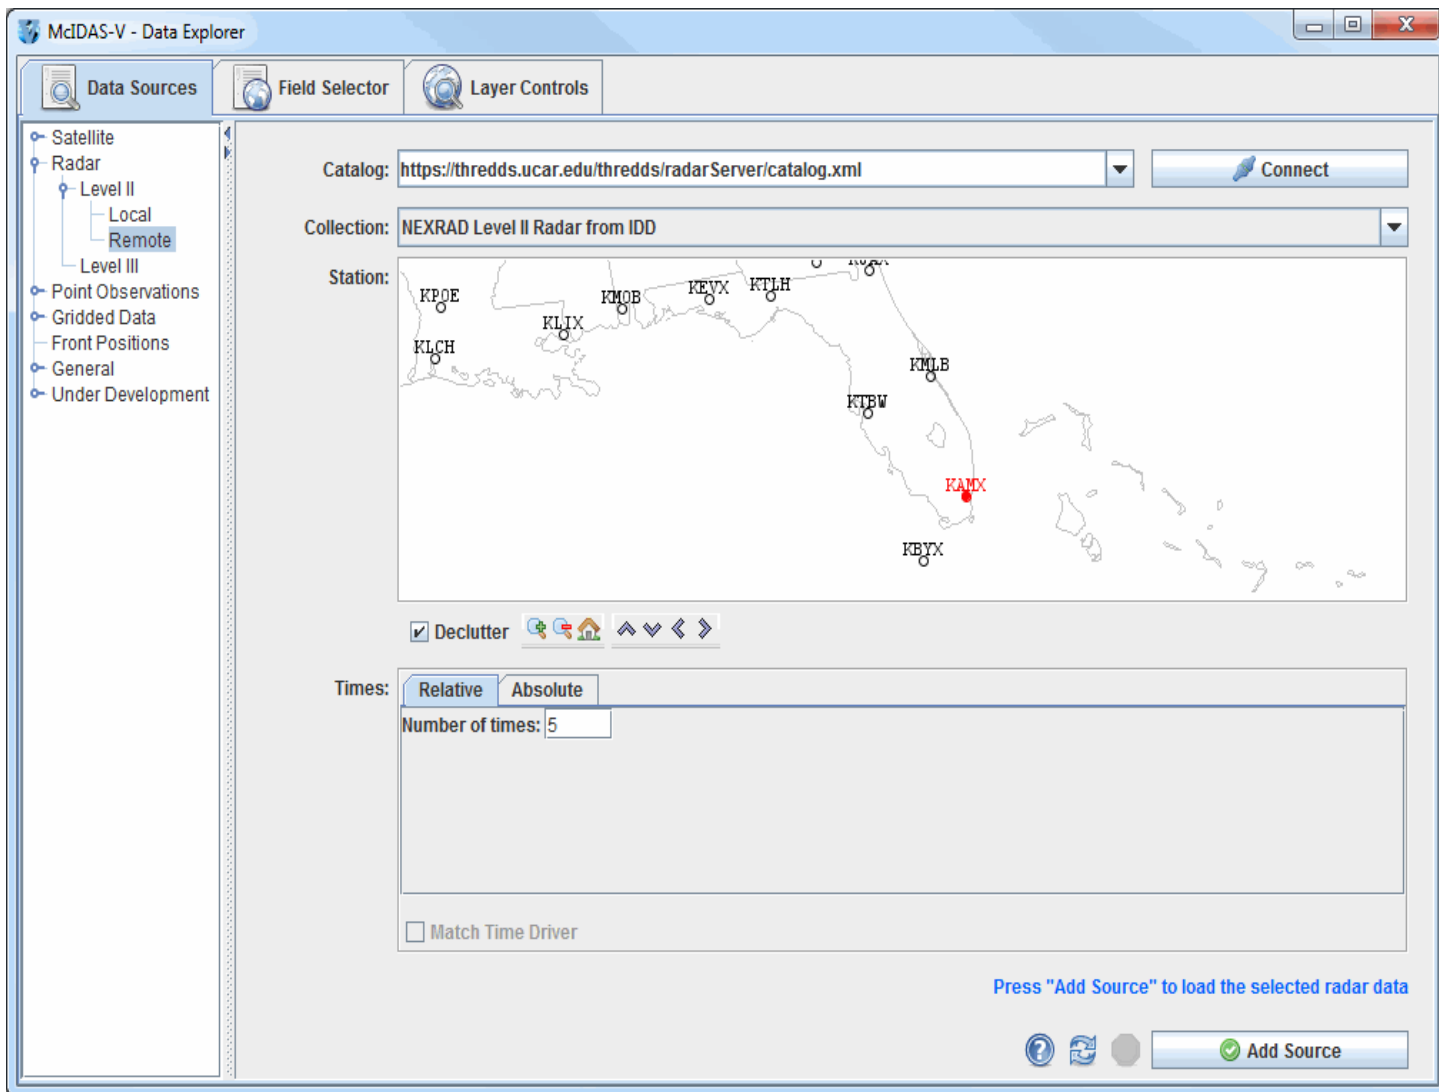 McIDAS-V - Data Explorer
Data Sources
Field Selector
Layer Controls
Satellite
Radar
Level II
Local
Remote
Level III
Point Observations
Gridded Data
Front Positions
General
Under Development
Catalog: https://thredds.ucar.edu/thredds/radarServer/catalog.xml Connect
Collection: NEXRAD Level II Radar from IDD
Station:
KPOE
KMOB
KEVX
KTLH
KLIX
KLCH
KMLB
KTBW
KAMX
KBYX
Declutter
Times: Relative Absolute
Number of times: 5
Match Time Driver
Press "Add Source" to load the selected radar data
Add Source